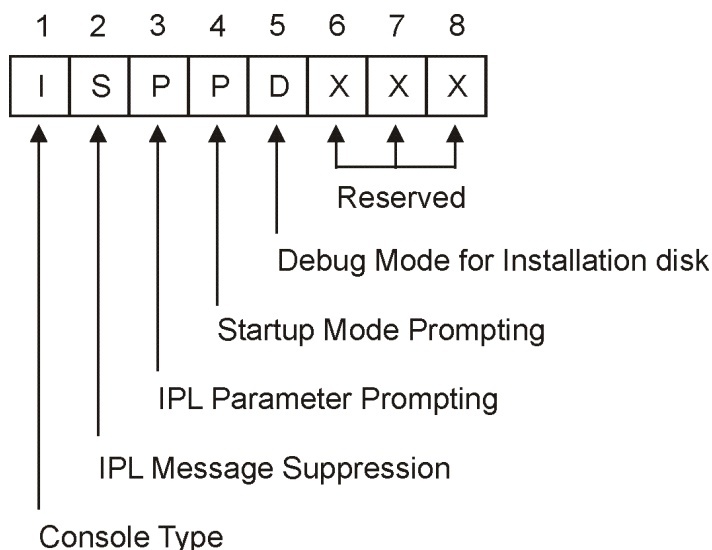 1 2 3 4 5 6 7 8
I S P P D X X X
Reserved
Debug Mode for Installation disk
Startup Mode Prompting
IPL Parameter Prompting
IPL Message Suppression
Console Type